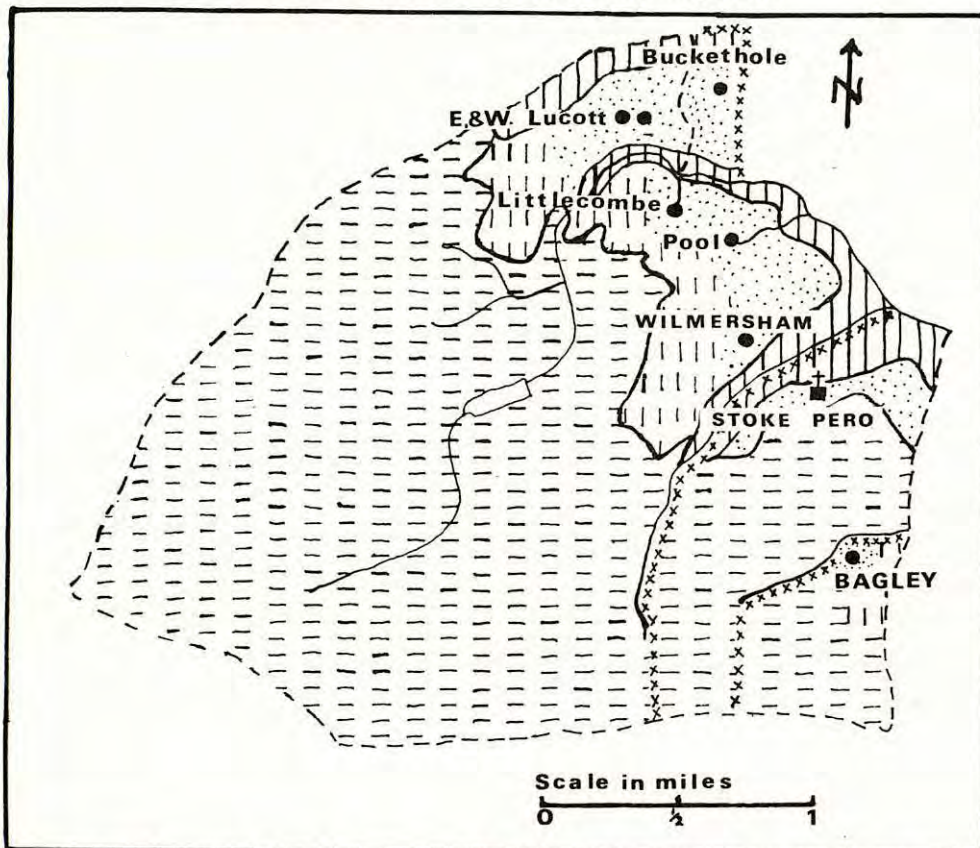 Buckethole
N
E.&W. Lucott
Littlecombe
Pool
WILMERSHAM
STOKE PERO
BAGLEY
Scale in miles
0 ½ 1